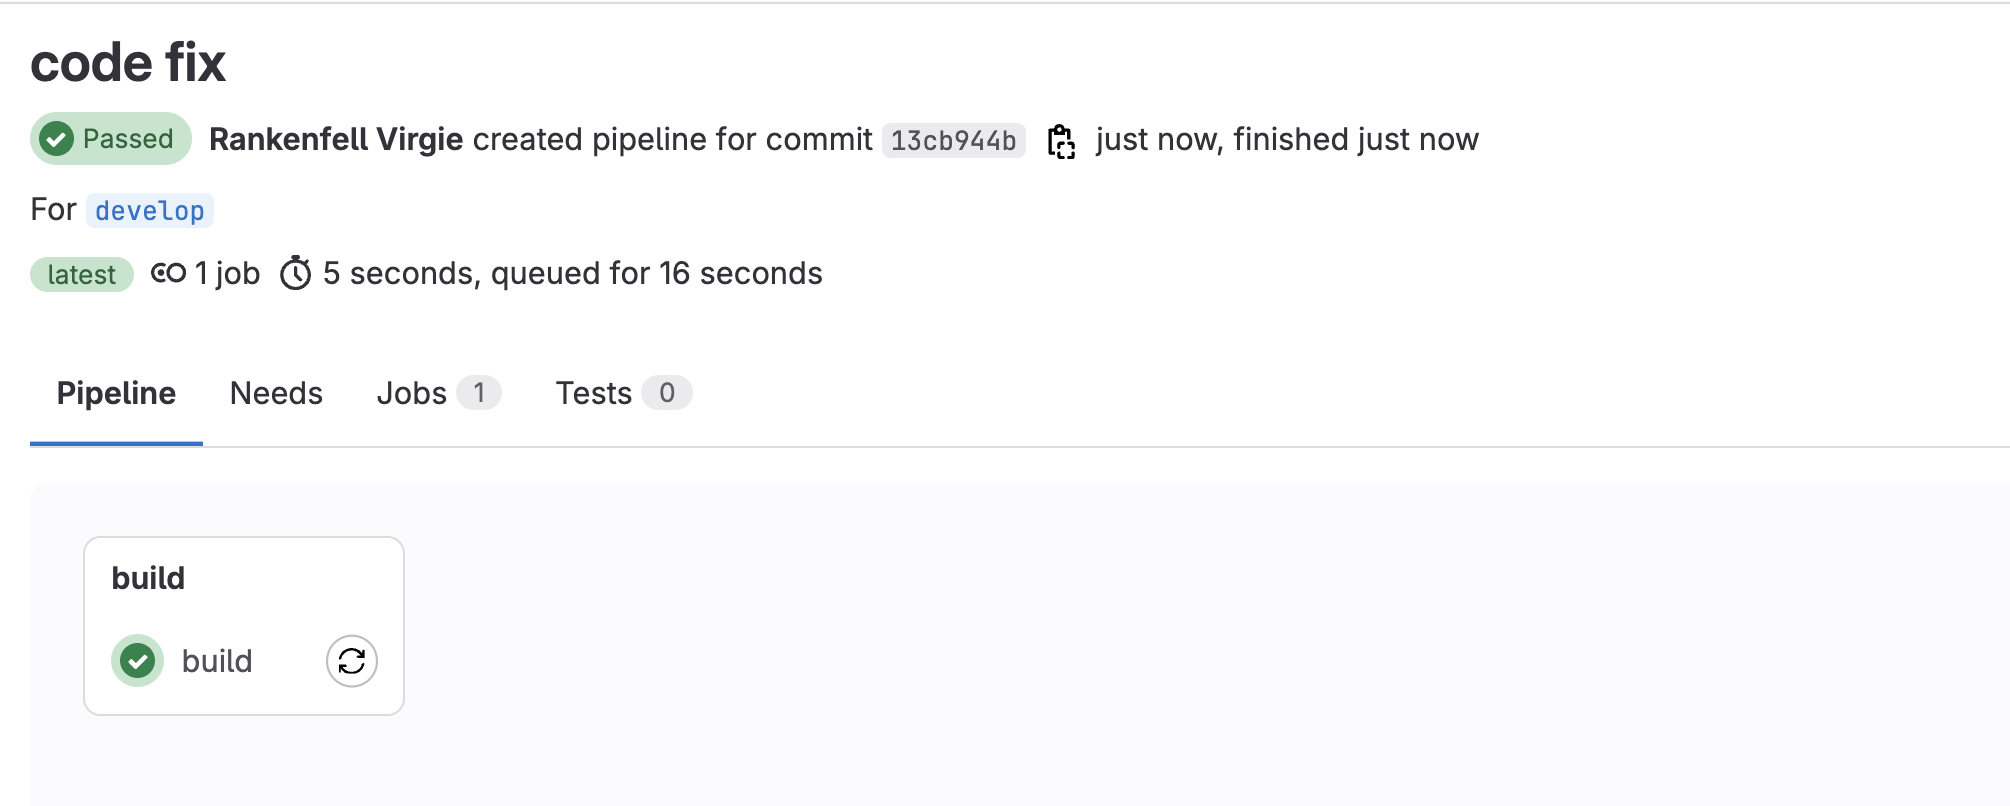 code fix
Passed Rankenfell Virgie created pipeline for commit 13cb944b just now, finished just now
For develop
latest 1 job 5 seconds, queued for 16 seconds
Pipeline Needs Jobs 1 Tests 0
build
build